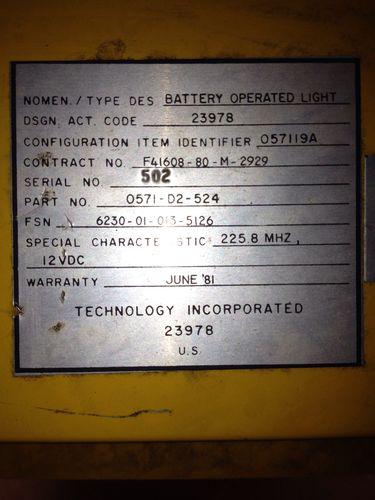 NOMEN./TYPE DES BATTERY OPERATED LIGHT
DSGN. ACT. CODE 23978
CONFIGURATION ITEM IDENTIFIER 057119A
CONTRACT NO. F41608-80-M-2929
SERIAL NO. 502
PART NO. 0571-D2-524
FSN 6230-01-013-5126
SPECIAL CHARACTE STIC 225.8 MHZ,
12VDC
WARRANTY JUNE '81
TECHNOLOGY INCORPORATED
23978
U.S.